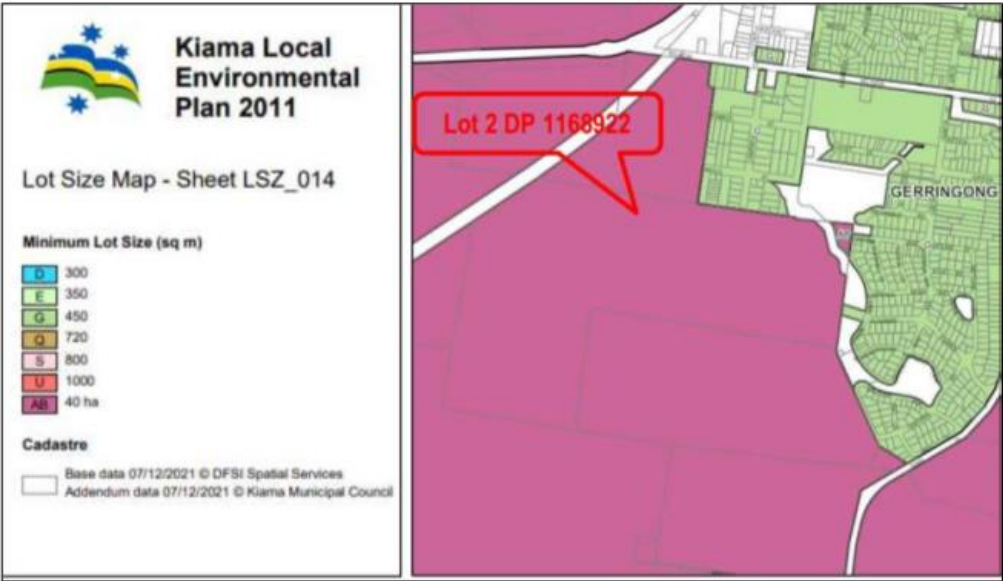 Kiama Local
Environmental
Plan 2011
Lot Size Map - Sheet LSZ_014
Minimum Lot Size (sq m)
D 300
E 350
G 450
Q 720
S 800
U 1000
AB 40 ha
Cadastre
Base data 07/12/2021 © DFSI Spatial Services
Addendum data 07/12/2021 © Kiama Municipal Council
Lot 2 DP 1168922
GERRINGONG